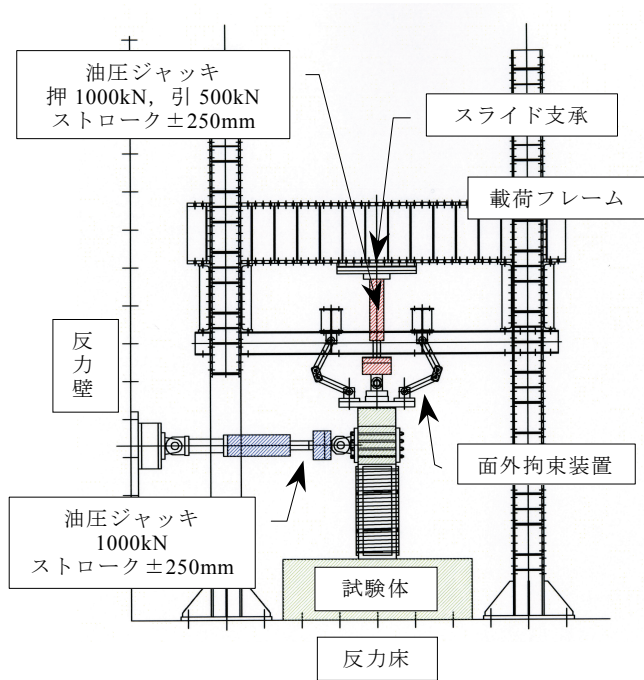 油圧ジャッキ
押 1000kN，引 500kN
ストローク±250mm
スライド支承
載荷フレーム
反力壁
面外拘束装置
油圧ジャッキ
1000kN
ストローク±250mm
試験体
反力床